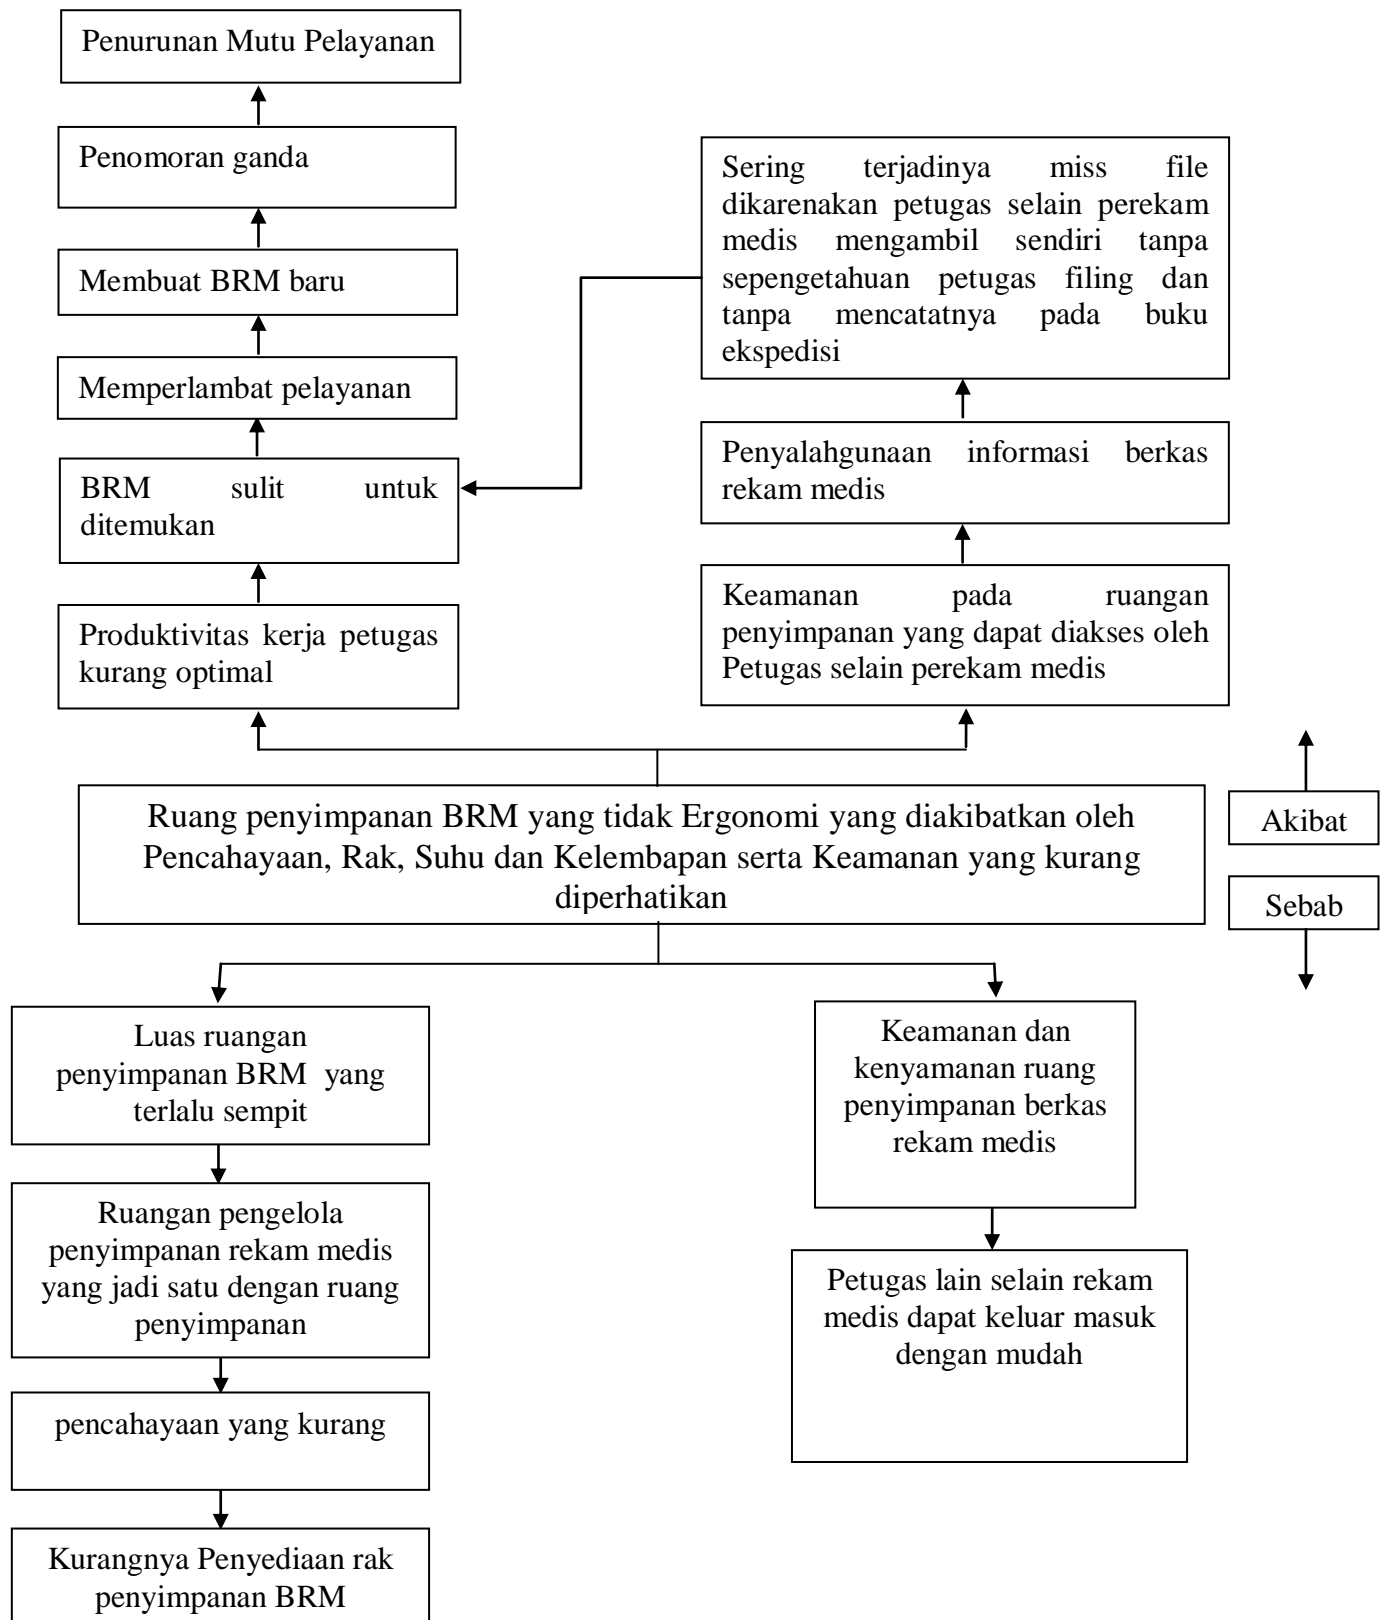 Penurunan Mutu Pelayanan
Penomoran ganda
Membuat BRM baru
Memperlambat pelayanan
BRM sulit untuk
ditemukan
Produktivitas kerja petugas
kurang optimal
Sering terjadinya miss file
dikarenakan petugas selain perekam
medis mengambil sendiri tanpa
sepengetahuan petugas filing dan
tanpa mencatatnya pada buku
ekspedisi
Penyalahgunaan informasi berkas
rekam medis
Keamanan pada ruangan
penyimpanan yang dapat diakses oleh
Petugas selain perekam medis
Ruang penyimpanan BRM yang tidak Ergonomi yang diakibatkan oleh
Pencahayaan, Rak, Suhu dan Kelembapan serta Keamanan yang kurang
diperhatikan
Akibat
Sebab
Luas ruangan
penyimpanan BRM yang
terlalu sempit
Ruangan pengelola
penyimpanan rekam medis
yang jadi satu dengan ruang
penyimpanan
pencahayaan yang kurang
Kurangnya Penyediaan rak
penyimpanan BRM
Keamanan dan
kenyamanan ruang
penyimpanan berkas
rekam medis
Petugas lain selain rekam
medis dapat keluar masuk
dengan mudah